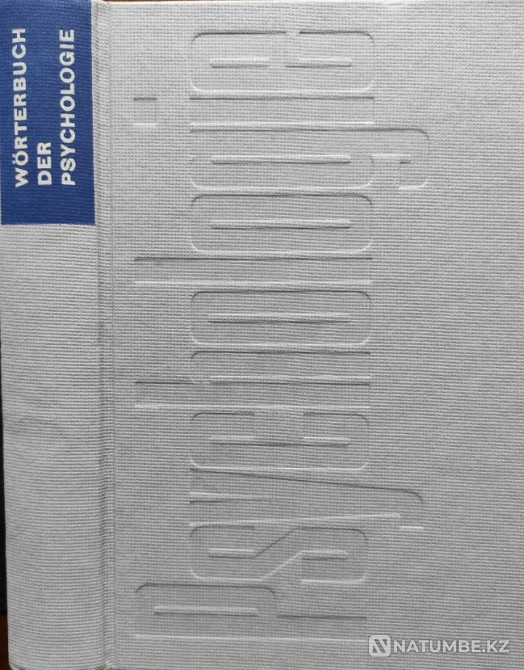 WÖRTERBUCH
DER
PSYCHOLOGIE
Psychologie
NATUMBE.KZ